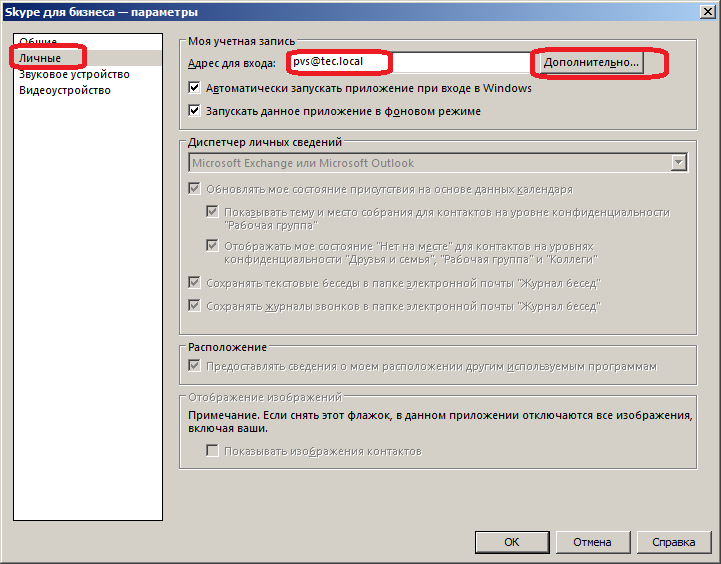 Skype для бизнеса — параметры
Общие
Личные
Звуковое устройство
Видеоустройство
Моя учетная запись
Адрес для входа: pvs@tec.local Дополнительно...
Автоматически запускать приложение при входе в Windows
Запускать данное приложение в фоновом режиме
Диспетчер личных сведений
Microsoft Exchange или Microsoft Outlook
Обновлять мое состояние присутствия на основе данных календаря
Показывать тему и место собрания для контактов на уровне конфиденциальности
"Рабочая группа"
Отображать мое состояние "Нет на месте" для контактов на уровнях
конфиденциальности "Друзья и семья", "Рабочая группа" и "Коллеги"
Сохранять текстовые беседы в папке электронной почты "Журнал бесед"
Сохранять журналы звонков в папке электронной почты "Журнал бесед"
Расположение
Предоставлять сведения о моем расположении другим используемым программам
Отображение изображений
Примечание. Если снять этот флажок, в данном приложении отключаются все изображения,
включая ваши.
Показывать изображения контактов
ОК Отмена Справка